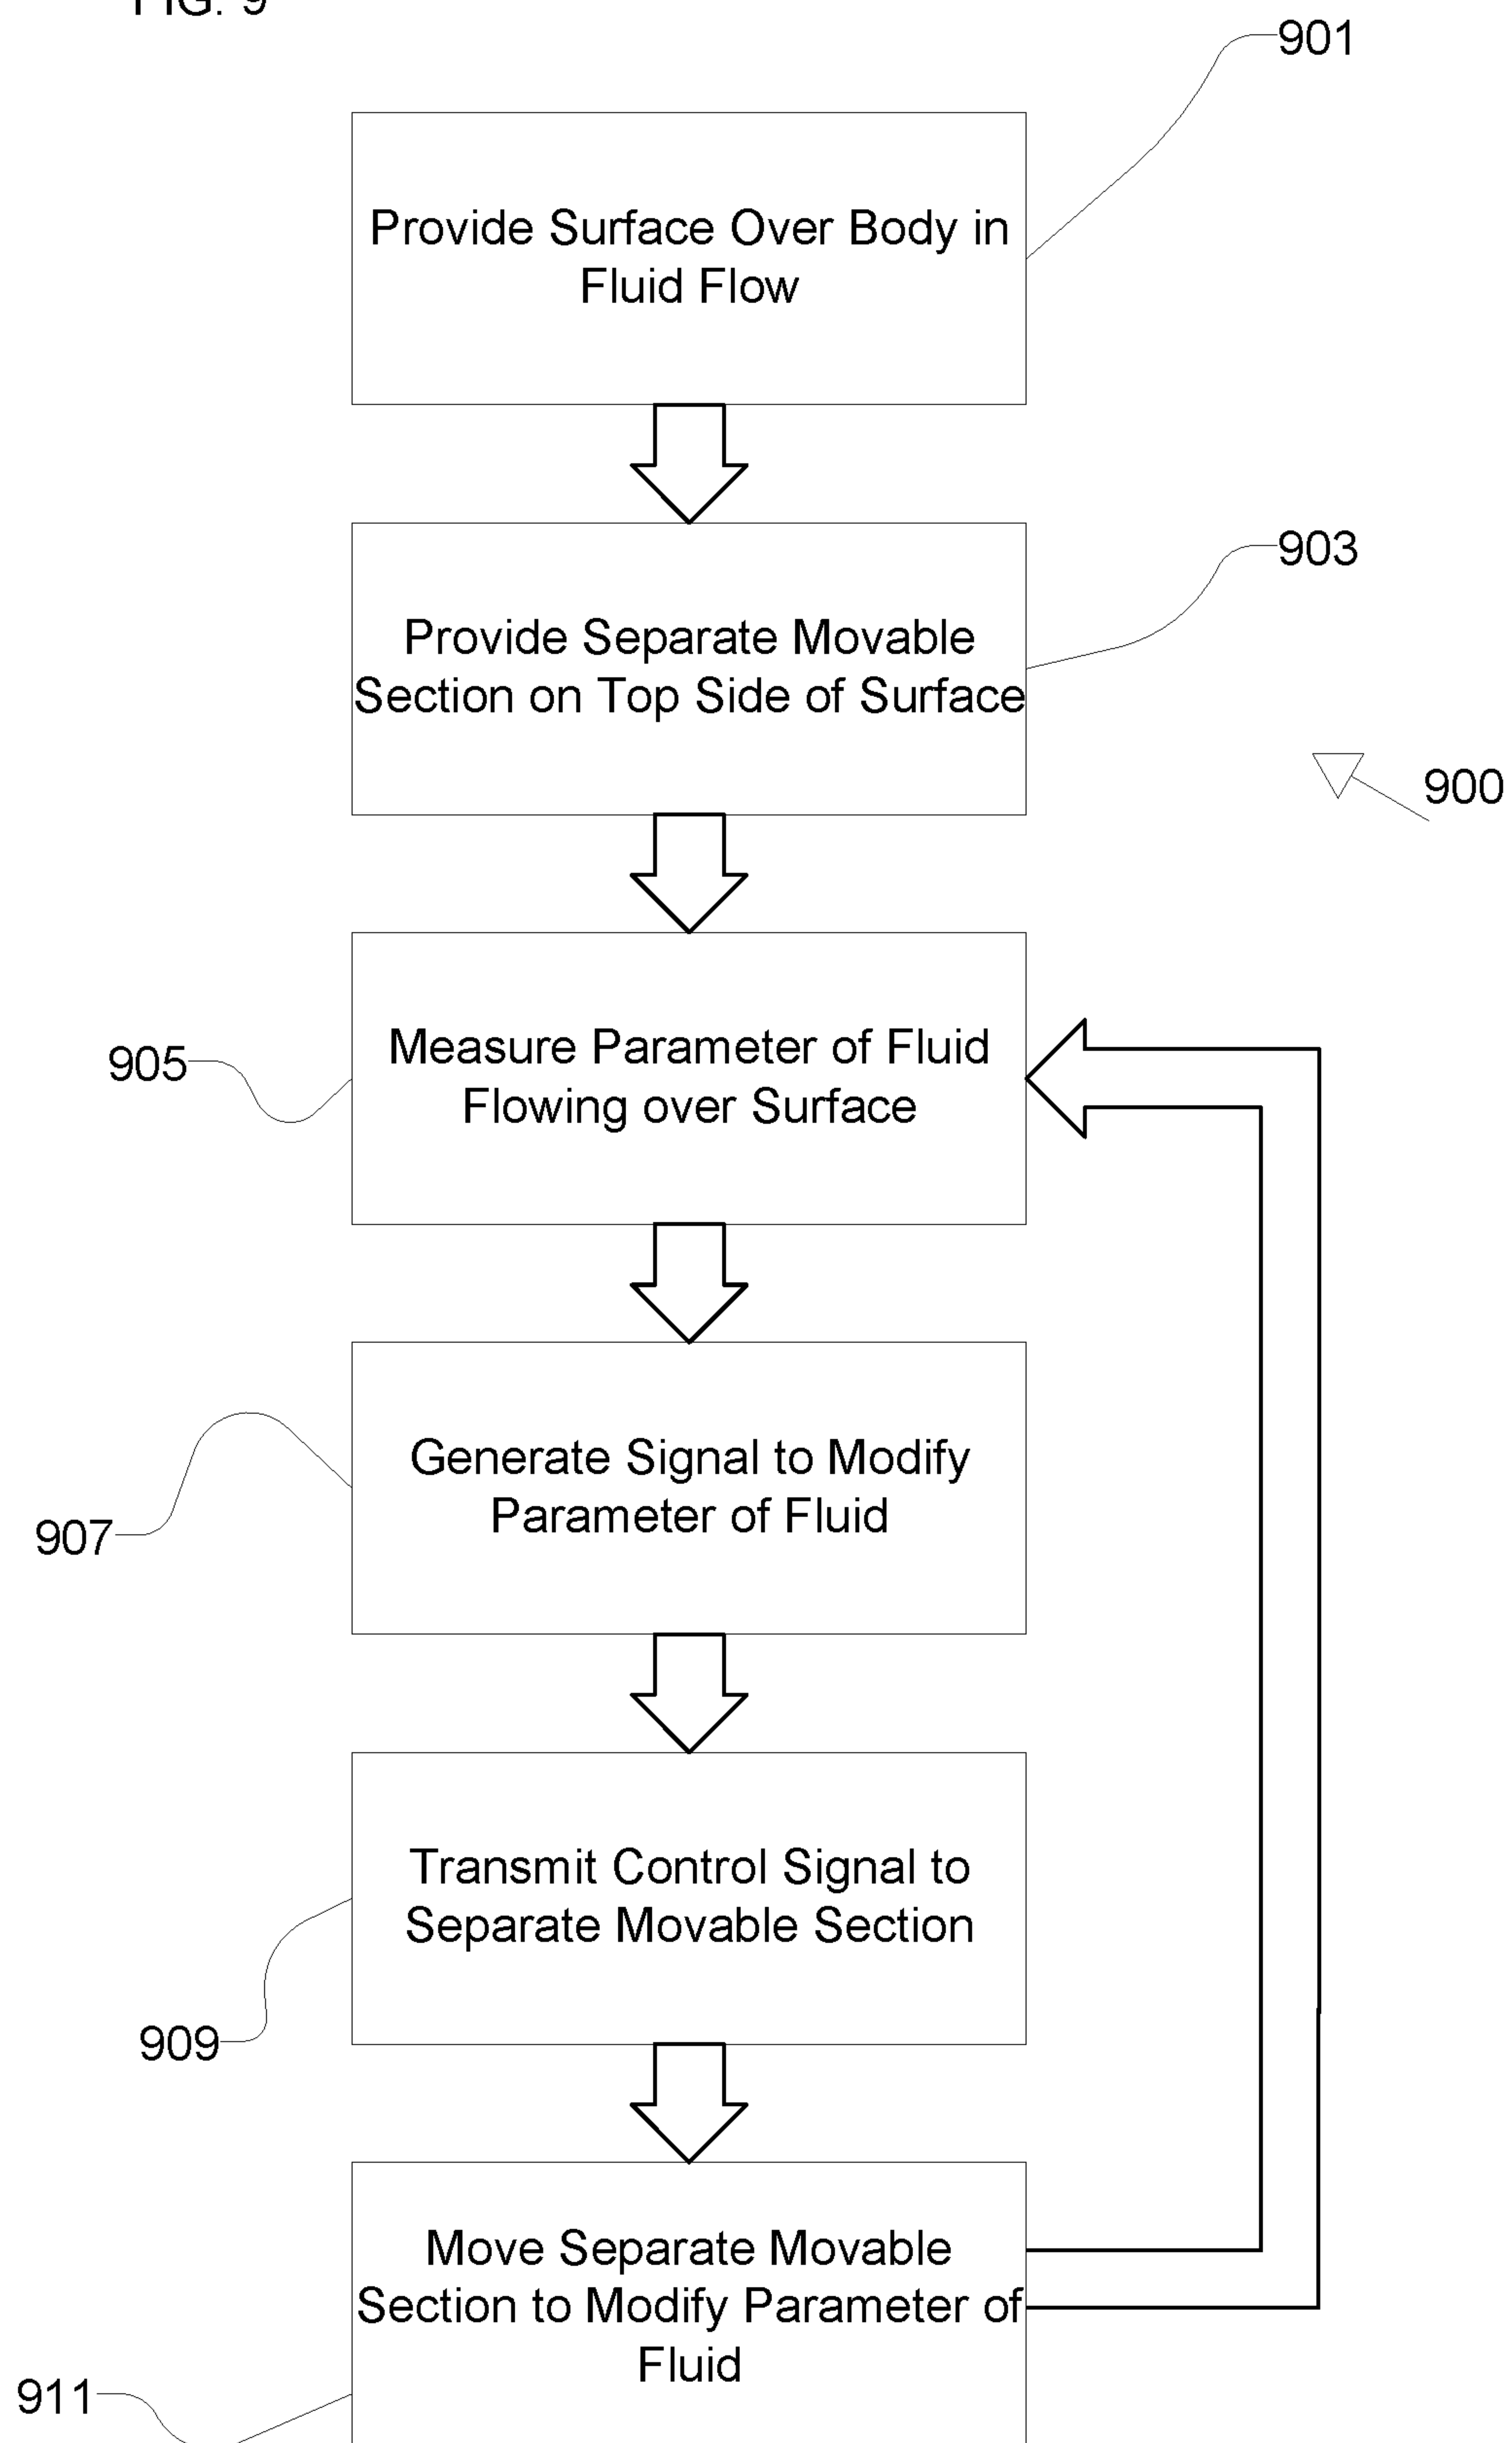 FIG. 9
901
Provide Surface Over Body in
Fluid Flow
903
Provide Separate Movable
Section on Top Side of Surface
900
905
Measure Parameter of Fluid
Flowing over Surface
907
Generate Signal to Modify
Parameter of Fluid
909
Transmit Control Signal to
Separate Movable Section
911
Move Separate Movable
Section to Modify Parameter of
Fluid